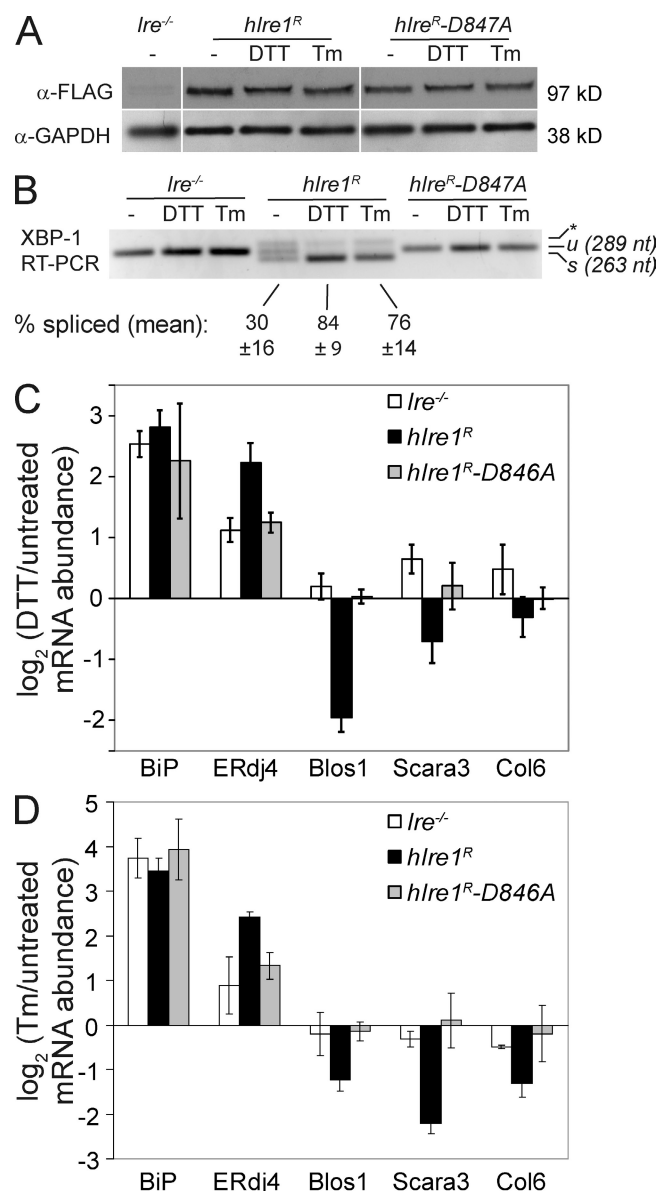 A
Ire-/-
hIre1R
hIreR-D847A
- - DTT Tm - DTT Tm
α-FLAG
97 kD
α-GAPDH
38 kD
B
Ire-/-
hIre1R
hIreR-D847A
- DTT Tm - DTT Tm - DTT Tm
XBP-1
RT-PCR
*
u (289 nt)
s (263 nt)
% spliced (mean): 30 84 76
±16 ± 9 ±14
C
log2 (DTT/untreated
mRNA abundance)
3
2
1
0
-1
-2
Ire-/-
hIre1R
hIre1R-D846A
BiP ERdj4 Blos1 Scara3 Col6
D
log2 (Tm/untreated
mRNA abundance)
5
4
3
2
1
0
-1
-2
-3
Ire-/-
hIre1R
hIre1R-D846A
BiP ERdj4 Blos1 Scara3 Col6